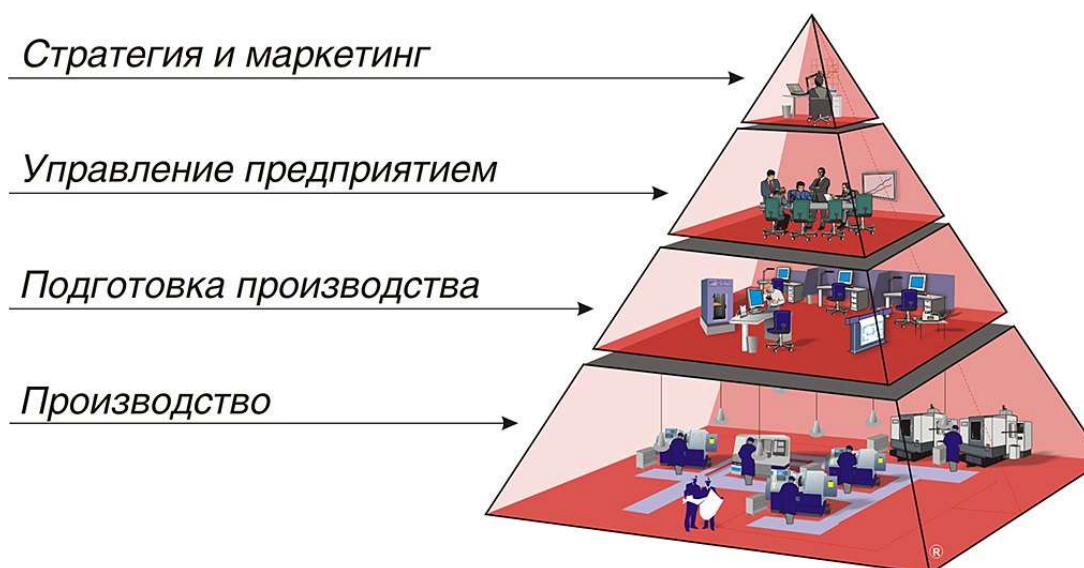 Стратегия и маркетинг
Управление предприятием
Подготовка производства
Производство
®